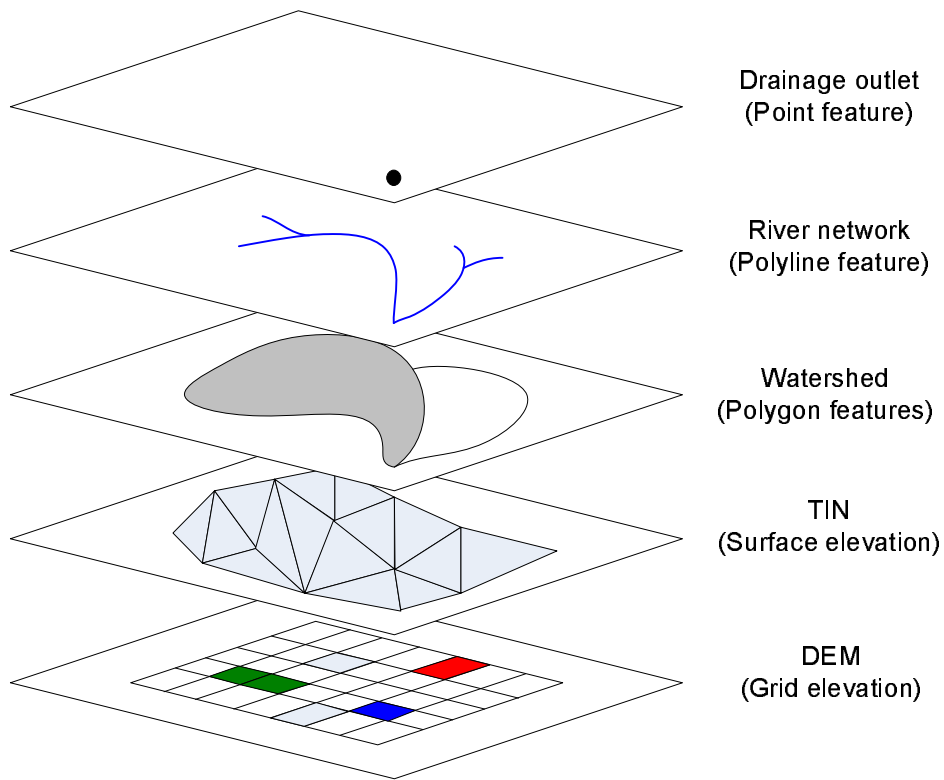 Drainage outlet
(Point feature)
River network
(Polyline feature)
Watershed
(Polygon features)
TIN
(Surface elevation)
DEM
(Grid elevation)